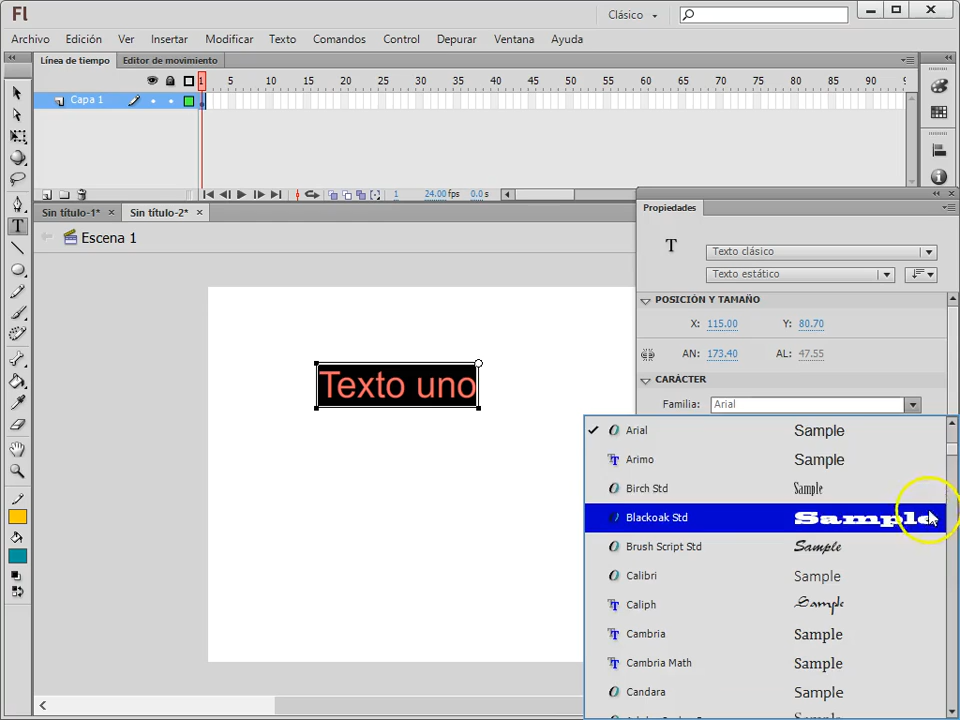 Fl
Clásico
Archivo Edición Ver Insertar Modificar Texto Comandos Control Depurar Ventana Ayuda
Línea de tiempo Editor de movimiento
1 5 10 15 20 25 30 35 40 45 50 55 60 65 70 75 80 85 90
Capa 1
1 24.00 fps 0.0 s
Sin título-1* × Sin título-2* ×
Propiedades
Escena 1
T
Texto clásico
Texto estático
POSICIÓN Y TAMAÑO
X: 115.00 Y: 80.70
AN: 173.40 AL: 47.55
CARÁCTER
Familia: Arial
Texto uno
Arial Sample
Arimo Sample
Birch Std Sample
Blackoak Std Sample
Brush Script Std Sample
Calibri Sample
Caliph Sample
Cambria Sample
Cambria Math Sample
Candara Sample